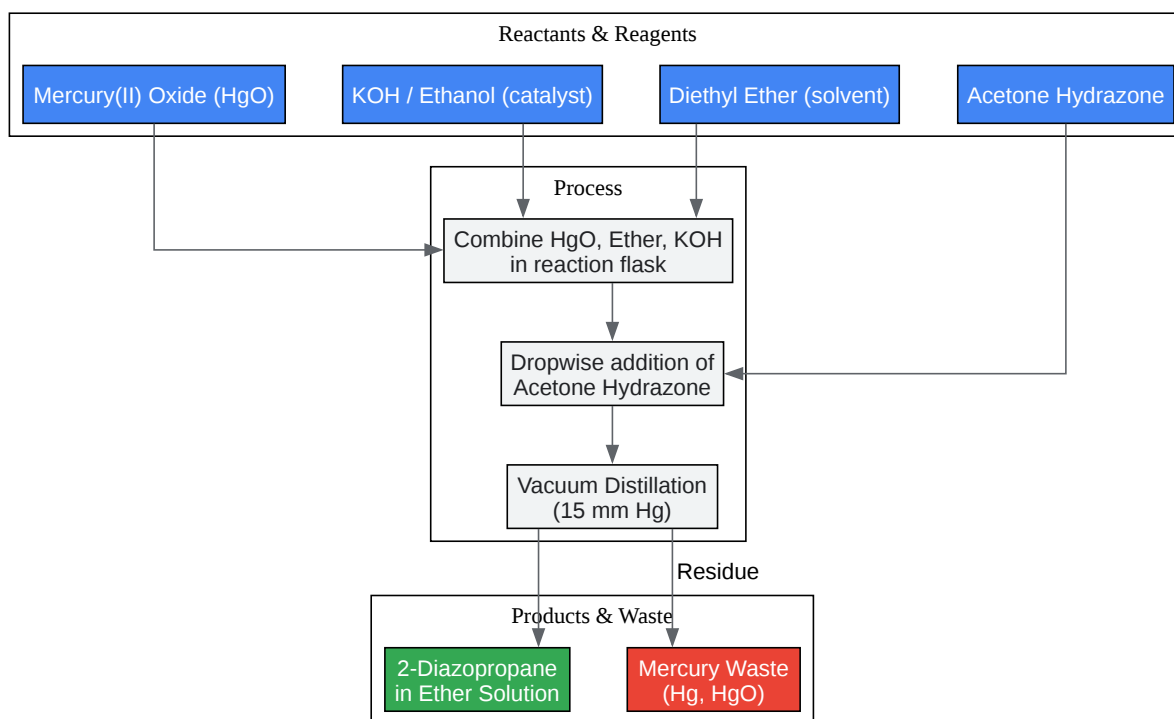 Reactants & Reagents
Mercury(II) Oxide (HgO)
KOH / Ethanol (catalyst)
Diethyl Ether (solvent)
Acetone Hydrazone
Process
Combine HgO, Ether, KOH
in reaction flask
Dropwise addition of
Acetone Hydrazone
Vacuum Distillation
(15 mm Hg)
Residue
Products & Waste
2-Diazopropane
in Ether Solution
Mercury Waste
(Hg, HgO)